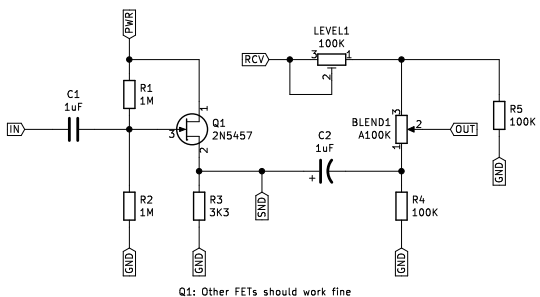 PWR
LEVEL1
100K
RCV
3
1
2
R1
1M
C1
1uF
1
Q1
2N5457
IN
3
2
BLEND1
A100K
3
2
1
OUT
R5
100K
C2
1uF
+
R2
1M
R3
3K3
SND
R4
100K
GND
GND
GND
GND
Q1: Other FETs should work fine